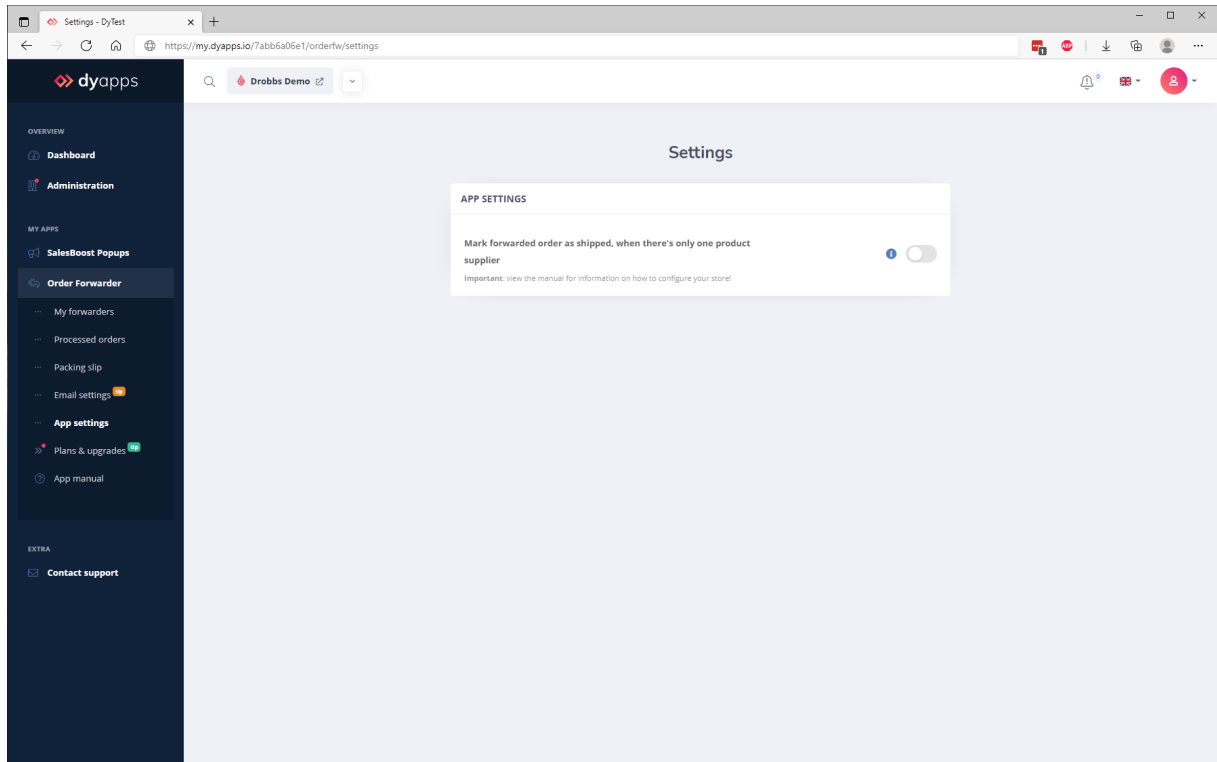 Settings - DyTest
https://my.dyapps.io/7abb6a06e1/orderfw/settings
1
ABP
dyapps
Drobbs Demo
0
OVERVIEW
Dashboard
Administration
MY APPS
SalesBoost Popups
Order Forwarder
My forwarders
Processed orders
Packing slip
Email settings tip
App settings
Plans & upgrades tip
App manual
EXTRA
Contact support
Settings
APP SETTINGS
Mark forwarded order as shipped, when there's only one product
supplier
Important: view the manual for information on how to configure your store!